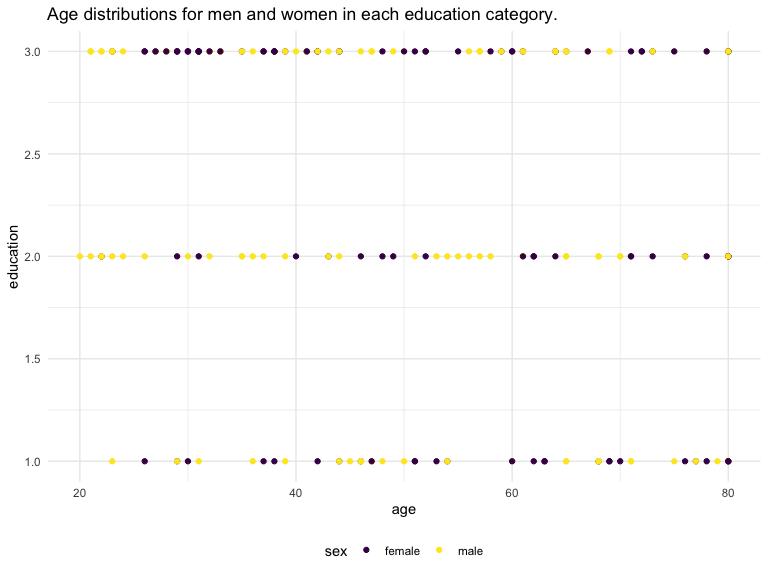 Age distributions for men and women in each education category.
3.0
2.5
2.0
1.5
1.0
education
20 40 60 80
age
sex female male